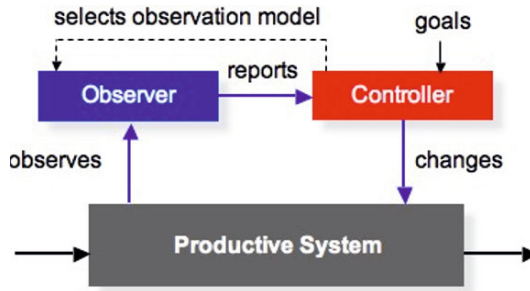 selects observation model
goals
reports
Observer
Controller
observes
changes
Productive System